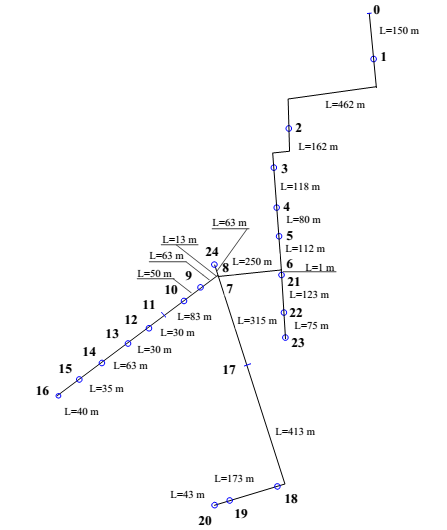 0
L=150 m
1
L=462 m
2
L=162 m
3
L=118 m
4
L=80 m
5
L=112 m
L=63 m
L=13 m
24
L=63 m
8
L=250 m
6
L=1 m
L=50 m
9
7
21
10
L=123 m
11
L=83 m
22
12
L=30 m
L=315 m
L=75 m
13
23
14
L=30 m
15
L=63 m
17
16
L=35 m
L=40 m
L=413 m
L=173 m
L=43 m
18
20
19